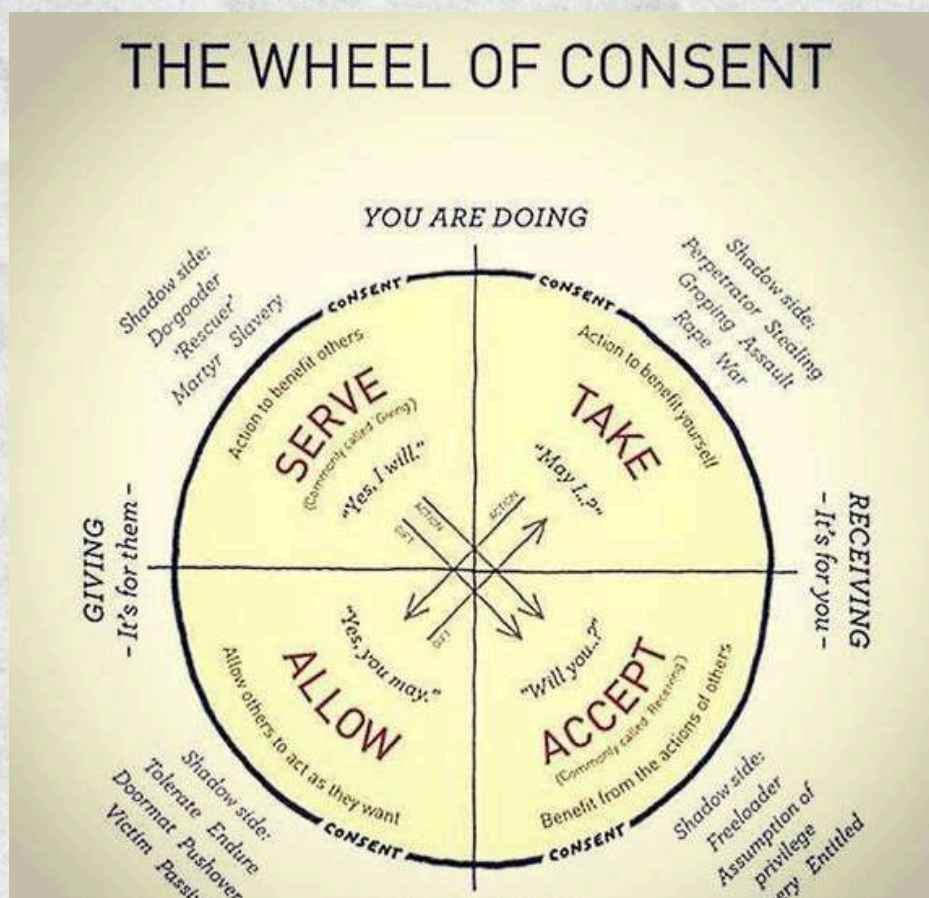 THE WHEEL OF CONSENT
YOU ARE DOING
Shadow side:
Do-gooder
'Rescuer'
Martyr Slavery
Shadow side:
Perpetrator Stealing
Groping Assault
Rape War
CONSENT
CONSENT
Action to benefit others
SERVE
(Commonly called 'Giving')
"Yes, I will."
Action to benefit yourself
TAKE
"May I..?"
ACTION
GIFT
ACTION
GIFT
GIVING
- It's for them -
RECEIVING
- It's for you -
"Yes, you may."
ALLOW
Allow others to act as they want
"Will you..?"
ACCEPT
(Commonly called 'Receiving')
Benefit from the actions of others
CONSENT
CONSENT
Shadow side:
Tolerate Endure
Doormat Pushover
Victim
Shadow side:
Freeloader
Assumption of
privilege
Entitled